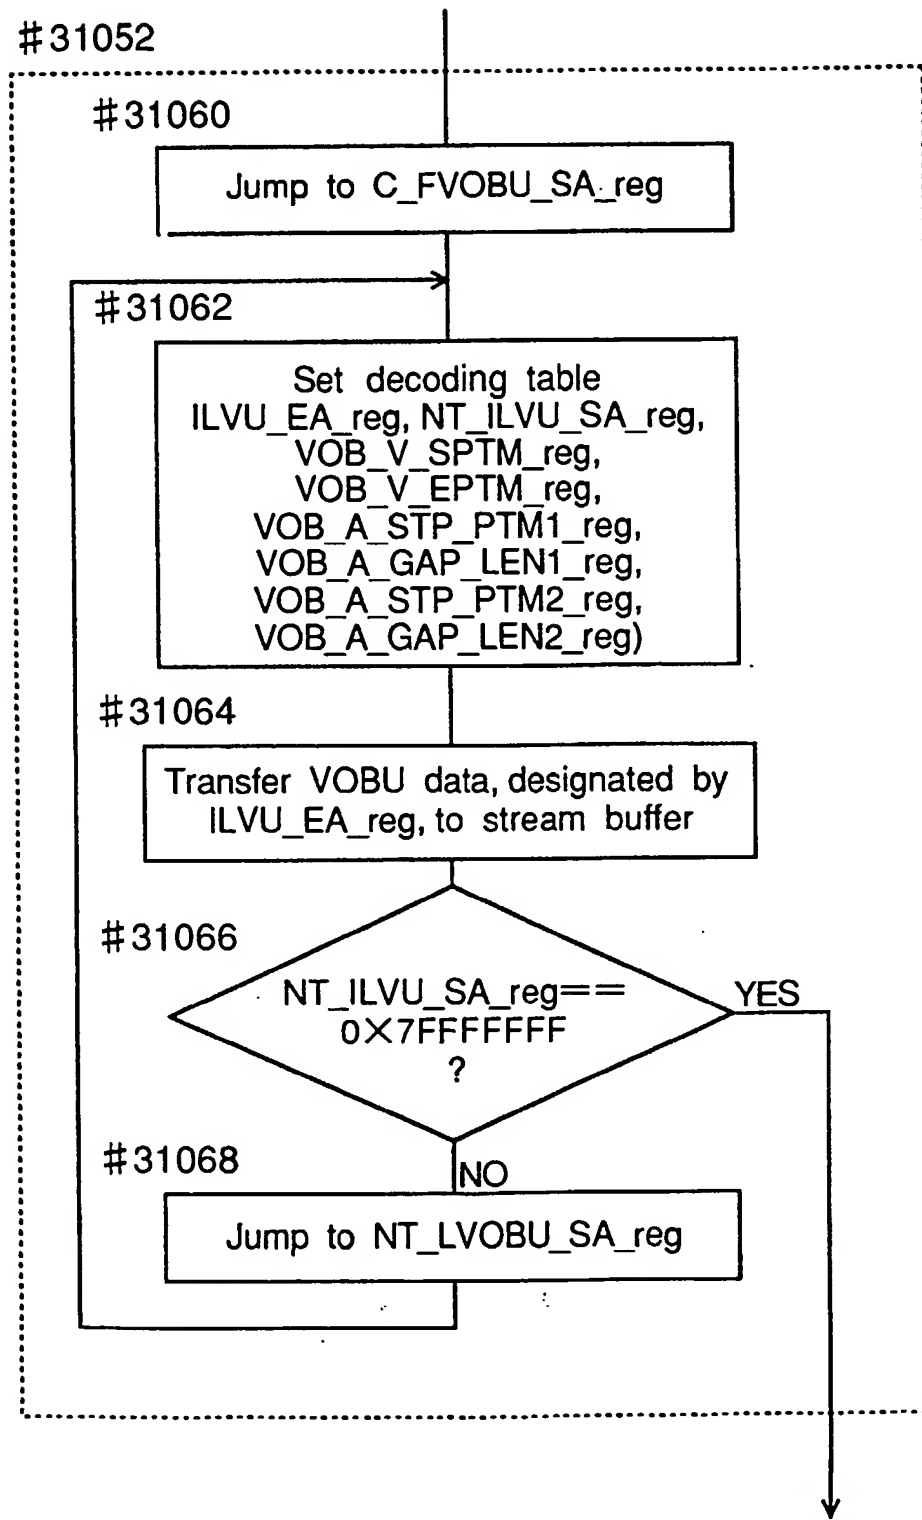 #31052
#31060
Jump to C_FVOBU_SA_reg
#31062
Set decoding table
ILVU_EA_reg, NT_ILVU_SA_reg,
VOB_V_SPTM_reg,
VOB_V_EPTM_reg,
VOB_A_STP_PTM1_reg,
VOB_A_GAP_LEN1_reg,
VOB_A_STP_PTM2_reg,
VOB_A_GAP_LEN2_reg)
#31064
Transfer VOBU data, designated by
ILVU_EA_reg, to stream buffer
#31066
NT_ILVU_SA_reg==
0X7FFFFFFF
?
YES
#31068
NO
Jump to NT_LVOBU_SA_reg